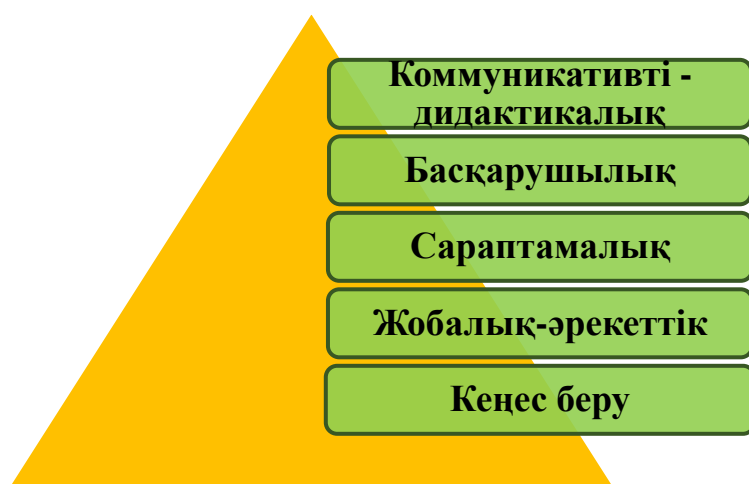 Коммуникативті -
дидактикалық
Басқарушылық
Сараптамалық
Жобалық-әрекеттік
Кеңес беру